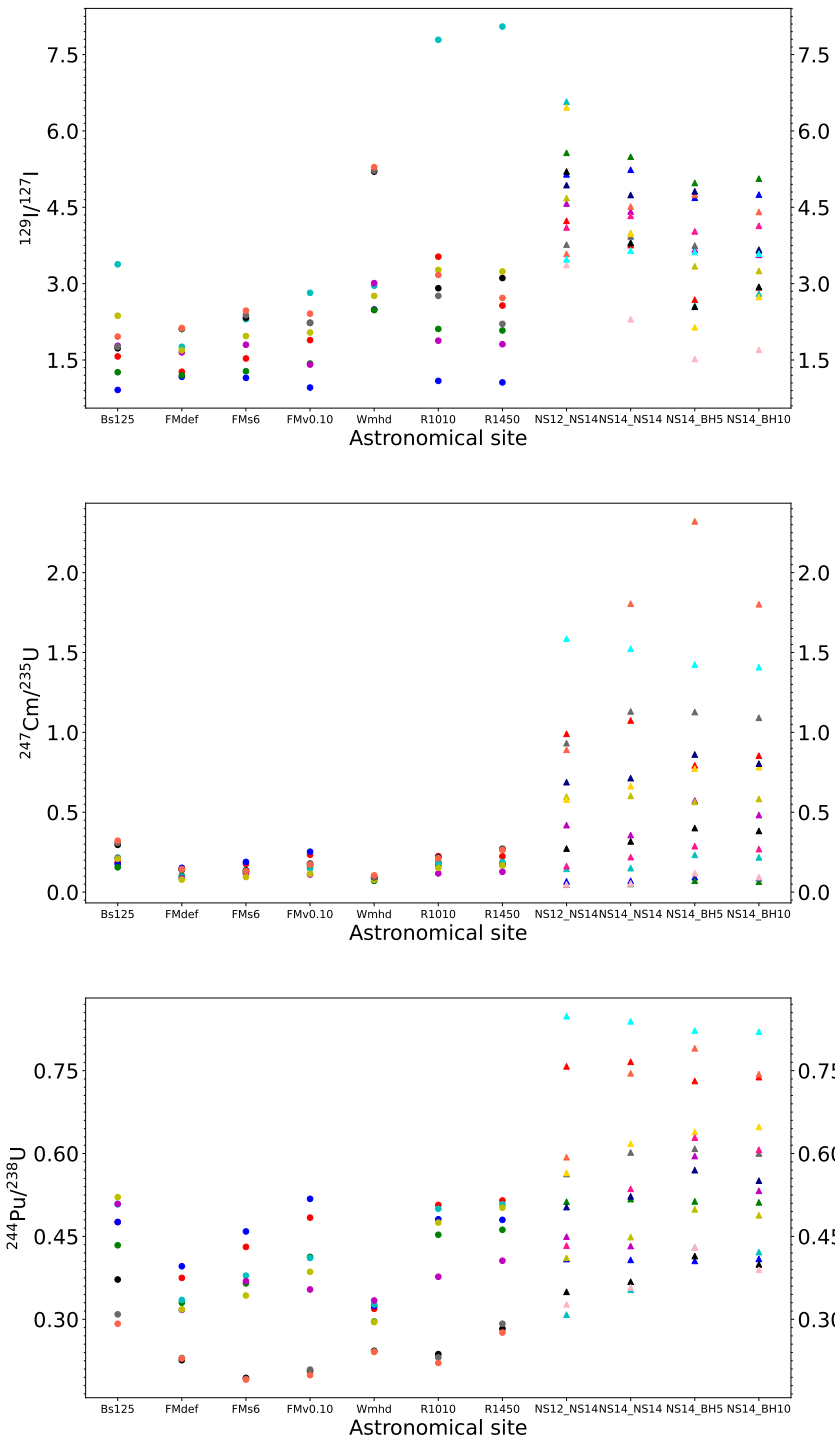 7.5 7.5
6.0 6.0
4.5 4.5
3.0 3.0
1.5 1.5
¹²⁹I/¹²⁷I
Bs125 FMdef FMs6 FMv0.10 Wmhd R1010 R1450 NS12_NS14 NS14_NS14 NS14_BH5 NS14_BH10
Astronomical site
2.0 2.0
1.5 1.5
1.0 1.0
0.5 0.5
0.0 0.0
²⁴⁷Cm/²³⁵U
Bs125 FMdef FMs6 FMv0.10 Wmhd R1010 R1450 NS12_NS14 NS14_NS14 NS14_BH5 NS14_BH10
Astronomical site
0.75 0.75
0.60 0.60
0.45 0.45
0.30 0.30
²⁴⁴Pu/²³⁸U
Bs125 FMdef FMs6 FMv0.10 Wmhd R1010 R1450 NS12_NS14 NS14_NS14 NS14_BH5 NS14_BH10
Astronomical site